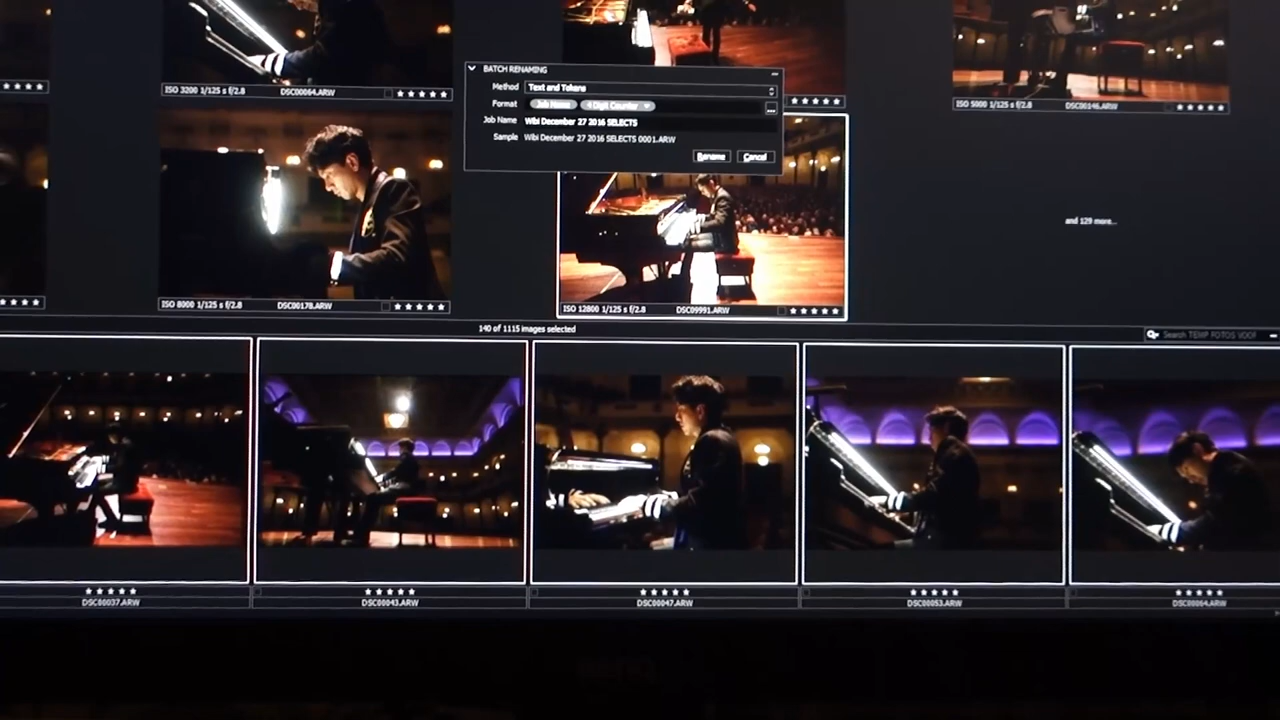 ISO 3200 1/125 s f/2.8 DSC00064.ARW ★★★★★
ISO 5000 1/125 s f/2.8 DSC00146.ARW ★★★★★
BATCH RENAMING
Method Text and Tokens
Format Job Name 4 Digit Counter ...
Job Name Wibi December 27 2016 SELECTS
Sample Wibi December 27 2016 SELECTS 0001.ARW
Rename Cancel
and 129 more...
ISO 8000 1/125 s f/2.8 DSC00178.ARW ★★★★★
ISO 12800 1/125 s f/2.8 DSC09991.ARW ★★★★★
140 of 1115 images selected
Search TEMP FOTOS VOOR
DSC00037.ARW
DSC00043.ARW
DSC00047.ARW
DSC00053.ARW
DSC00064.ARW